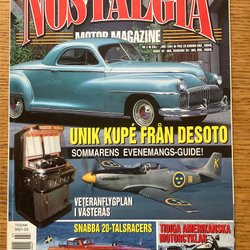 NOSTALGIA
MOTOR MAGAZINE
UNIK KUPÉ FRÅN DESOTO
SOMMARENS EVENEMANGS-GUIDE!
VETERANFLYGPLAN
I VÄSTERÅS
SNABBA 20-TALSRACERS
TIDIGA AMERIKANSKA
MOTORCYKLAR